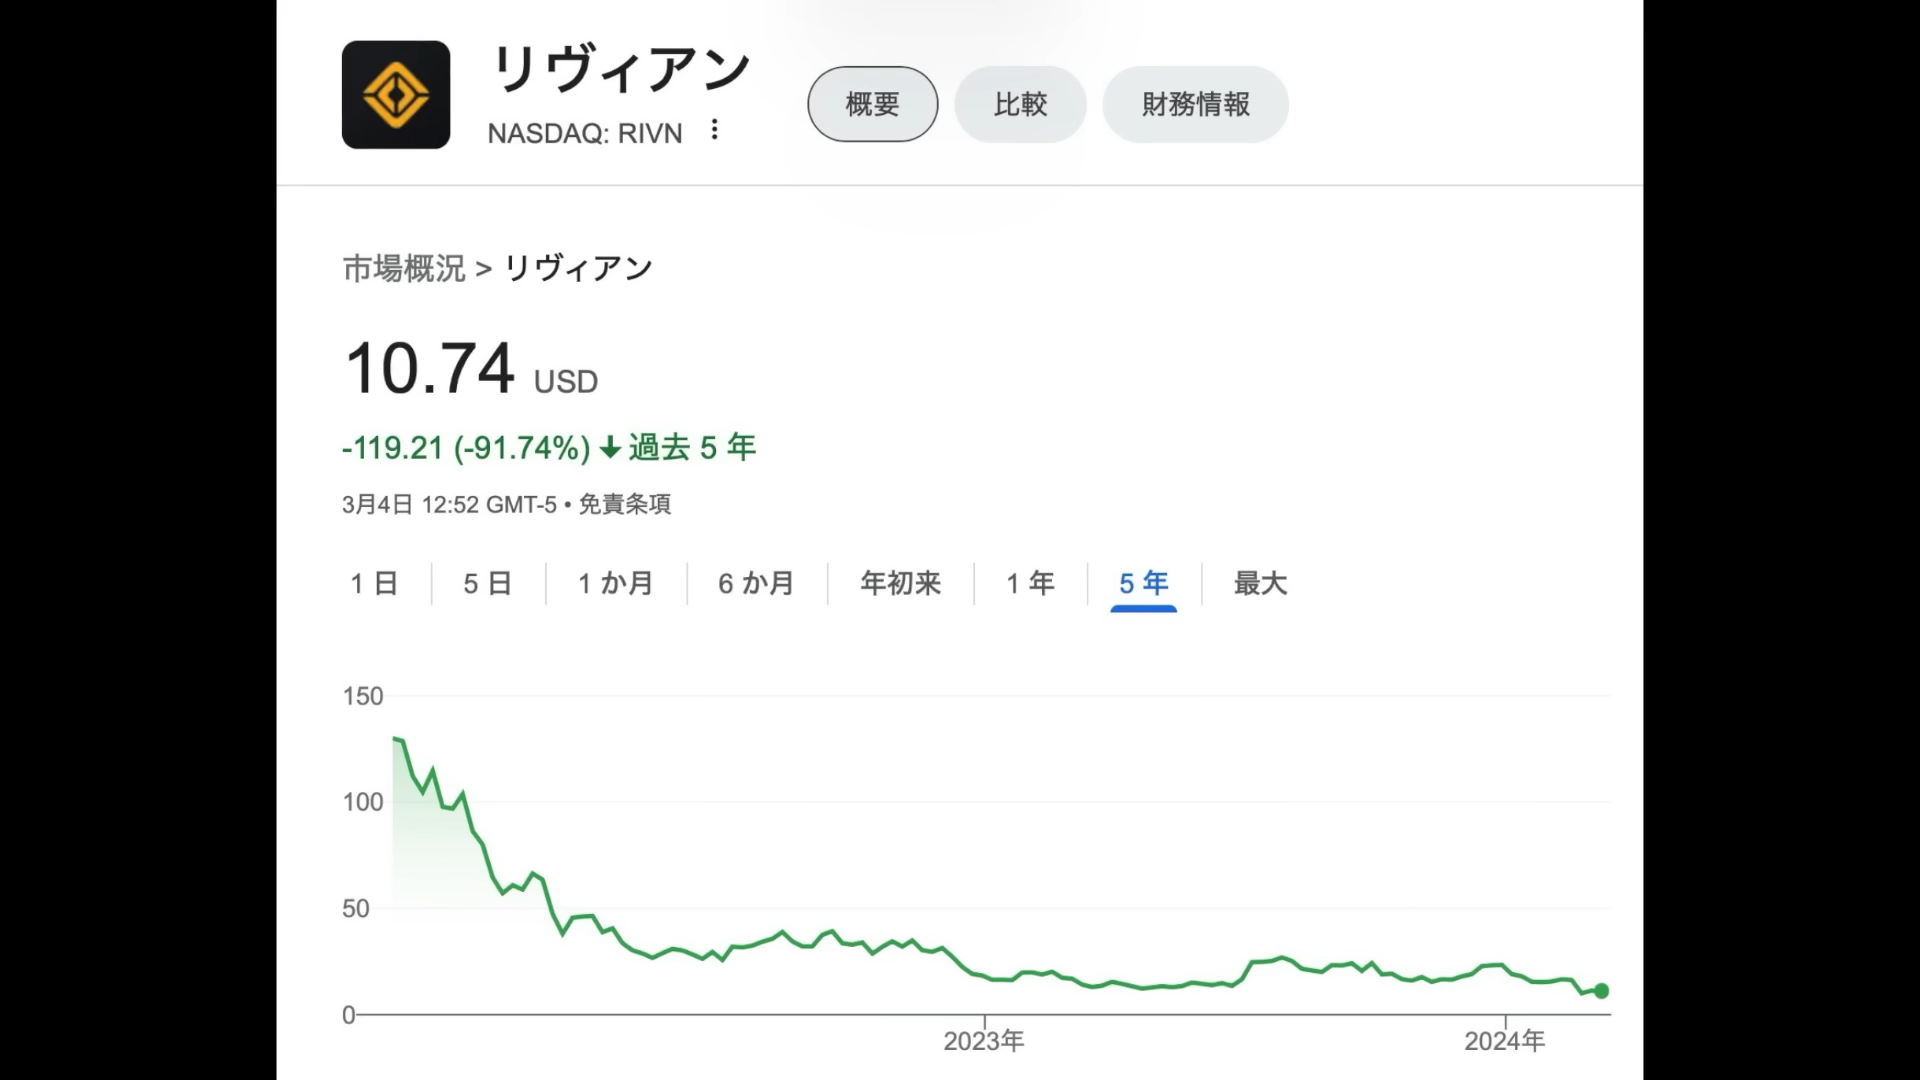 リヴィアン
NASDAQ: RIVN
概要
比較
財務情報
市場概況 > リヴィアン
10.74 USD
-119.21 (-91.74%) ↓ 過去 5 年
3月4日 12:52 GMT-5 • 免責条項
1 日
5 日
1 か月
6 か月
年初来
1 年
5 年
最大
150
100
50
0
2023年
2024年